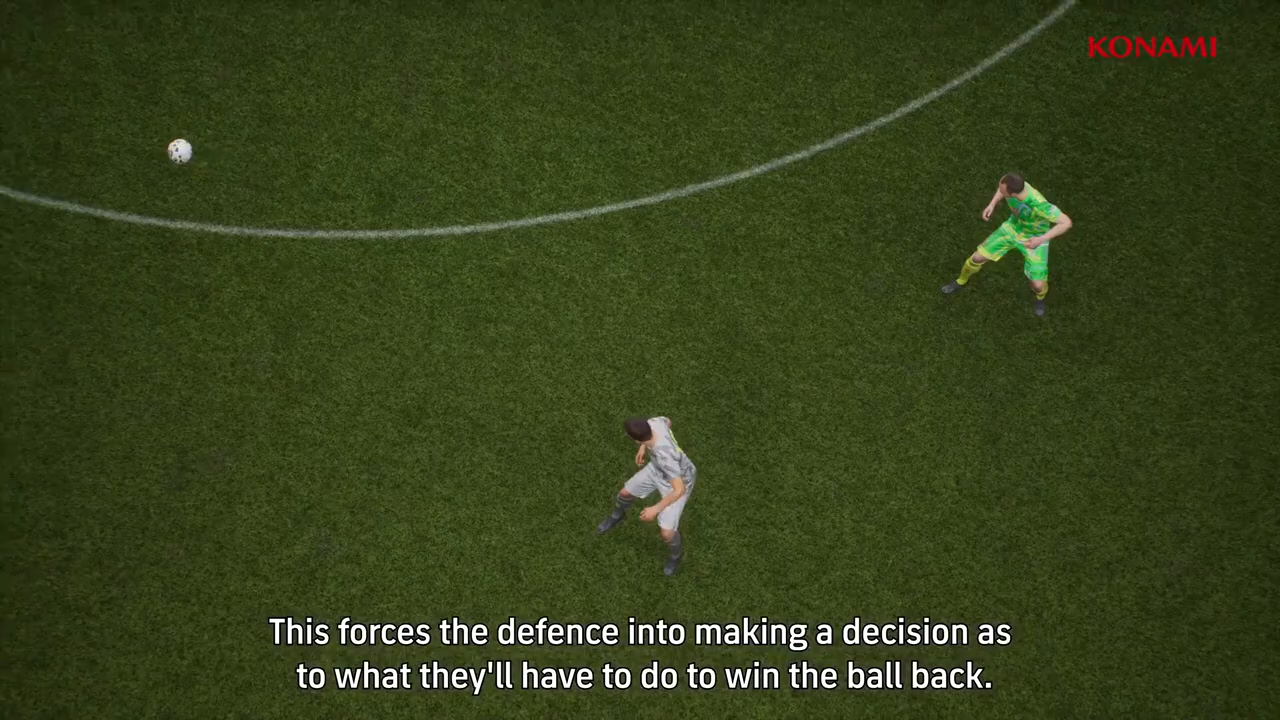 KONAMI
This forces the defence into making a decision as
to what they'll have to do to win the ball back.